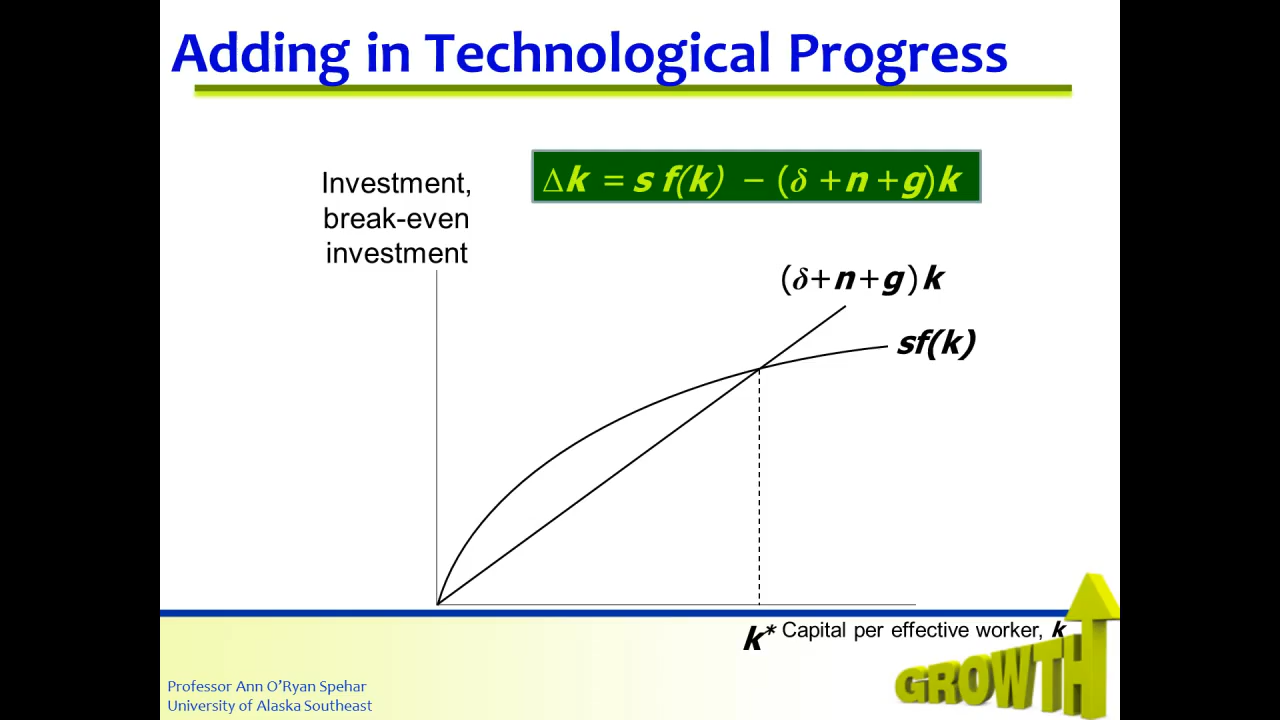 Adding in Technological Progress
Investment,
break-even
investment
Δk = s f(k) − (δ +n +g)k
(δ+n+g)k
sf(k)
k* Capital per effective worker, k
GROWTH
Professor Ann O’Ryan Spehar
University of Alaska Southeast